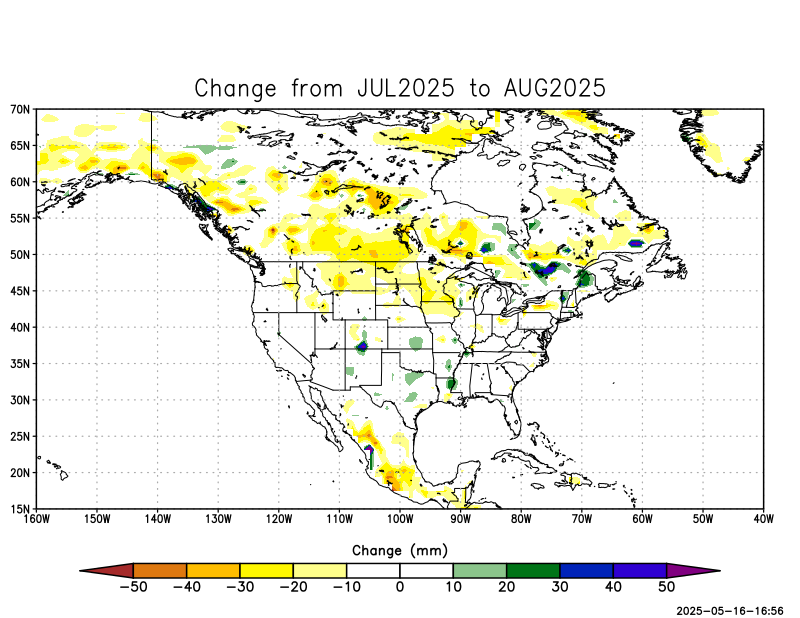 Change from JUL2025 to AUG2025
70N
65N
60N
55N
50N
45N
40N
35N
30N
25N
20N
15N
160W 150W 140W 130W 120W 110W 100W 90W 80W 70W 60W 50W 40W
Change (mm)
−50 −40 −30 −20 −10 0 10 20 30 40 50
2025-05-16-16:56